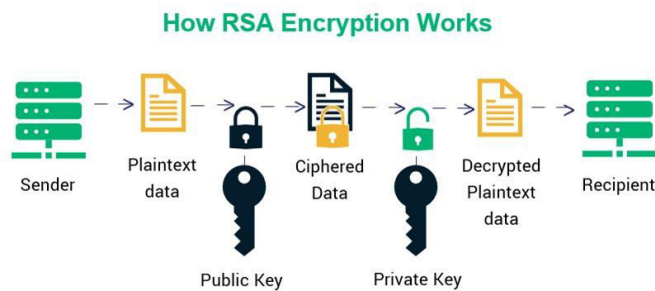 How RSA Encryption Works
Sender
Plaintext
data
Public Key
Ciphered
Data
Private Key
Decrypted
Plaintext
data
Recipient